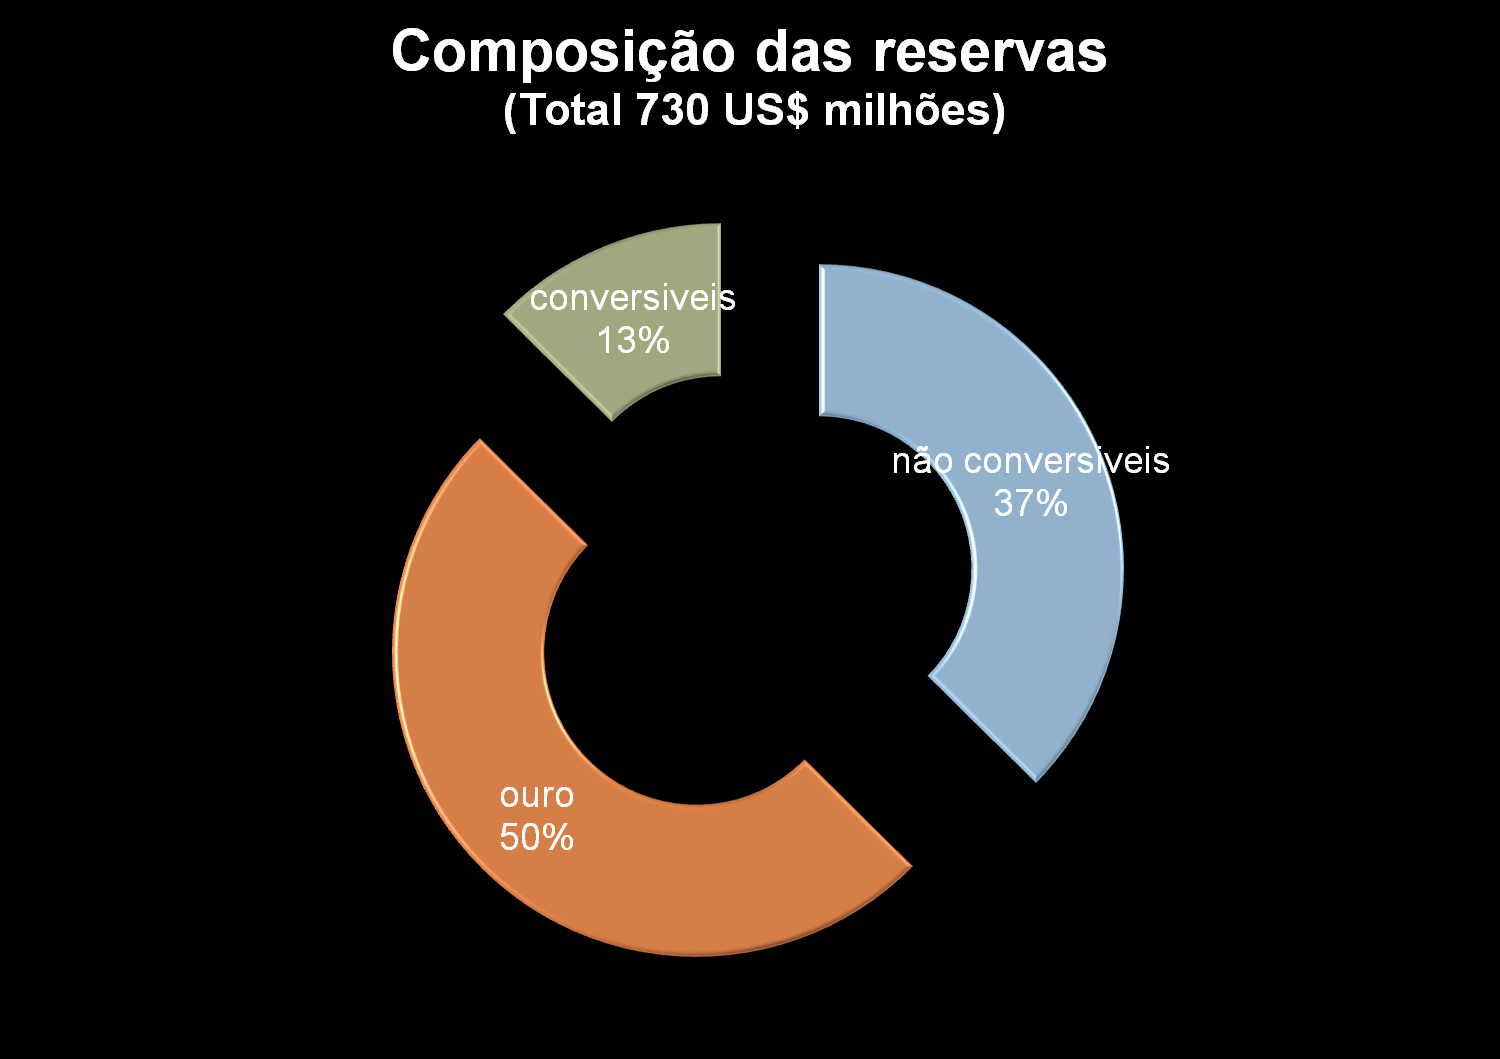 Composição das reservas
(Total 730 US$ milhões)
conversiveis
13%
não conversiveis
37%
ouro
50%